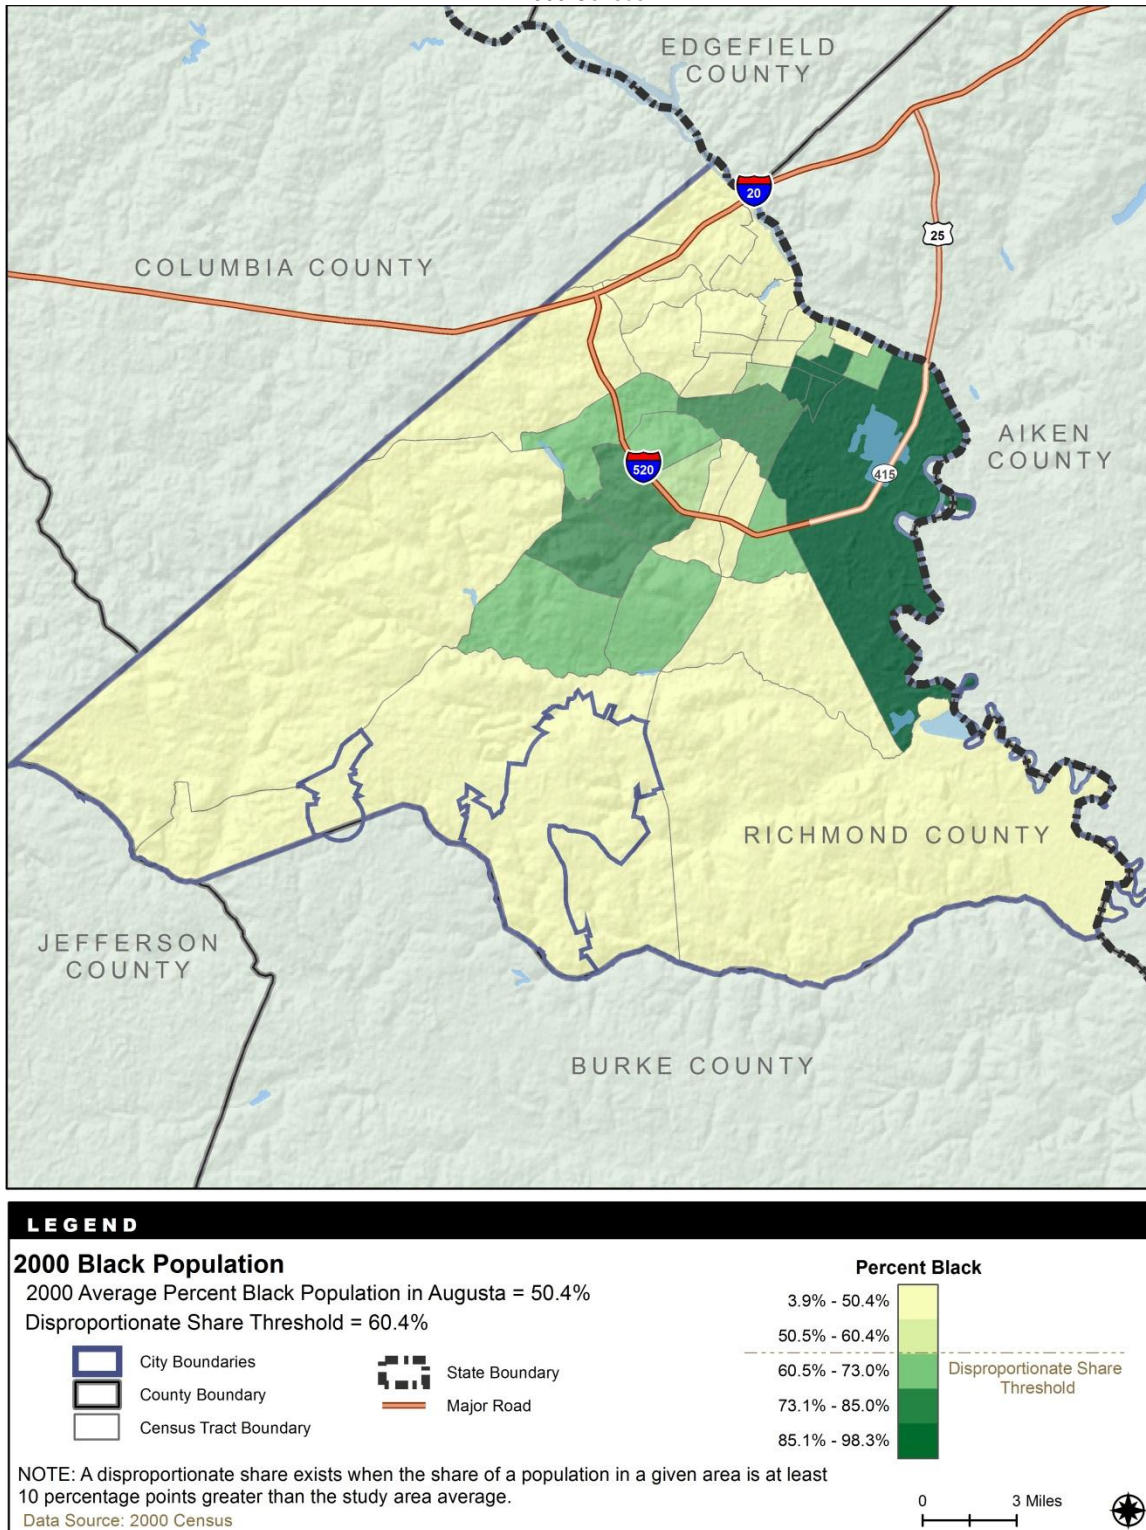 EDGEFIELD
COUNTY
20
25
COLUMBIA COUNTY
AIKEN
COUNTY
520
415
RICHMOND COUNTY
JEFFERSON
COUNTY
BURKE COUNTY
LEGEND
2000 Black Population
2000 Average Percent Black Population in Augusta = 50.4%
Disproportionate Share Threshold = 60.4%
City Boundaries
County Boundary
Census Tract Boundary
State Boundary
Major Road
Percent Black
3.9% - 50.4%
50.5% - 60.4%
60.5% - 73.0%
73.1% - 85.0%
85.1% - 98.3%
Disproportionate Share
Threshold
NOTE: A disproportionate share exists when the share of a population in a given area is at least
10 percentage points greater than the study area average.
Data Source: 2000 Census
0 3 Miles